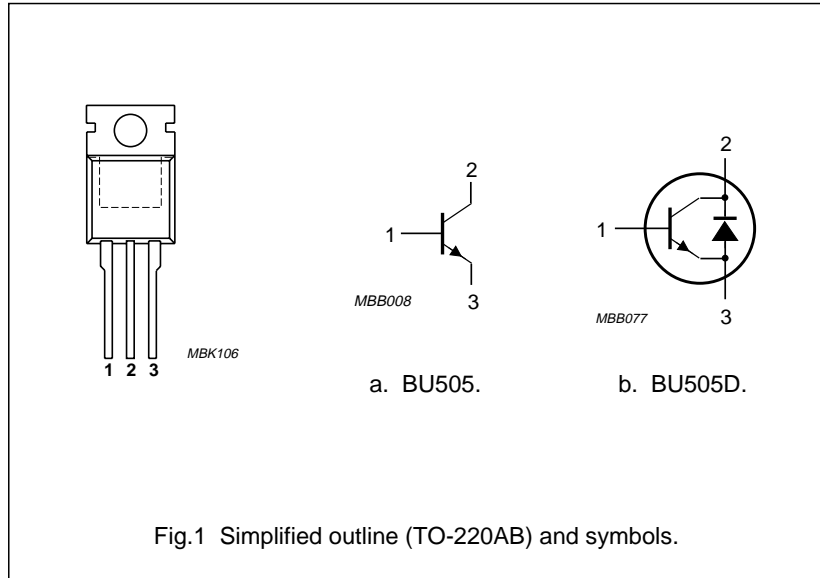 MBK106
1 2 3
2
1
3
MBB008
a. BU505.
2
1
3
MBB077
b. BU505D.
Fig.1 Simplified outline (TO-220AB) and symbols.